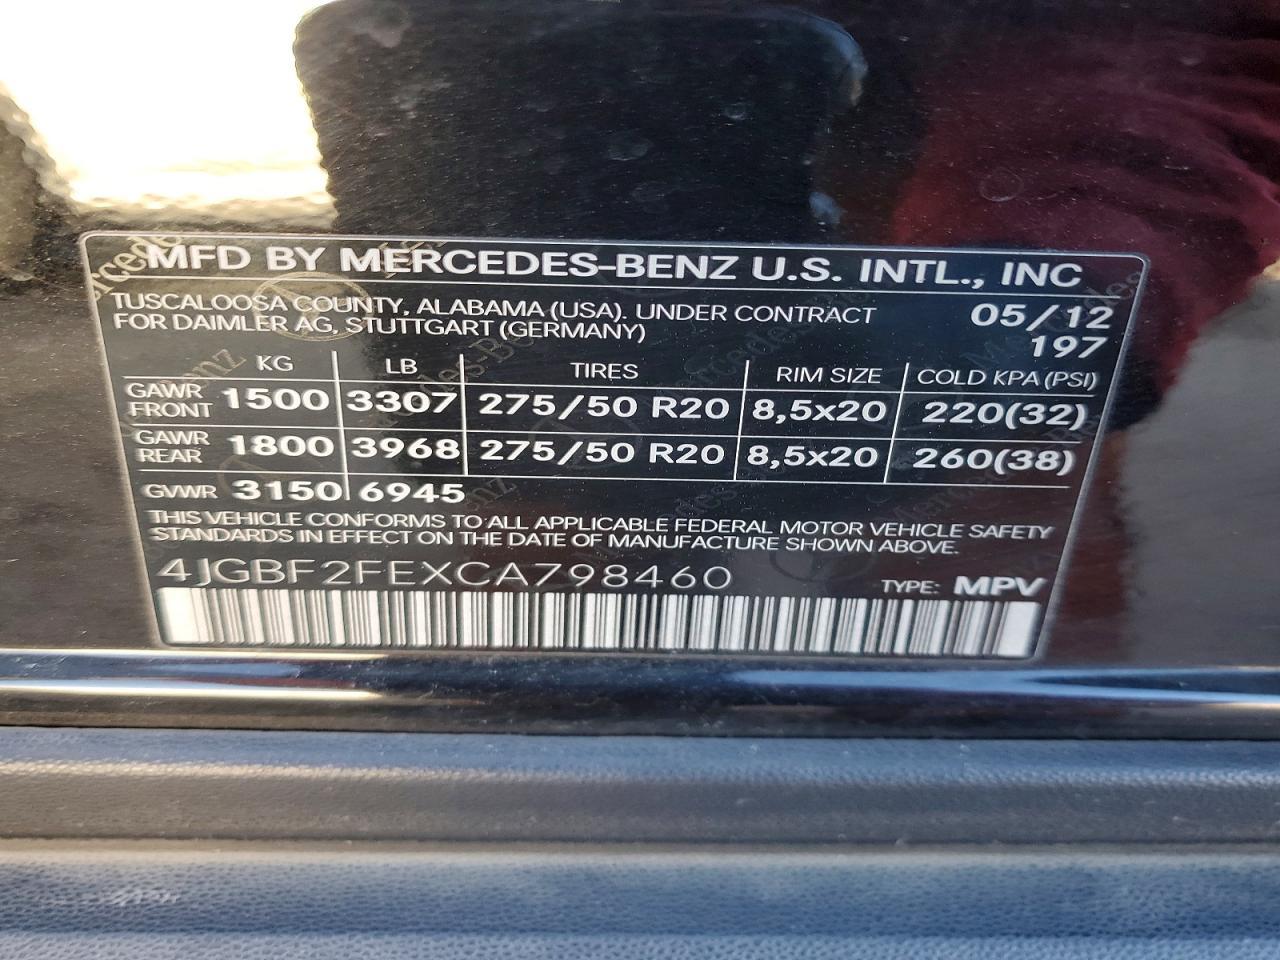 MFD BY MERCEDES-BENZ U.S. INTL., INC
TUSCALOOSA COUNTY, ALABAMA (USA). UNDER CONTRACT 05/12
FOR DAIMLER AG, STUTTGART (GERMANY) 197
KG LB TIRES RIM SIZE COLD KPA (PSI)
GAWR FRONT 1500 3307 275/50 R20 8,5x20 220(32)
GAWR REAR 1800 3968 275/50 R20 8,5x20 260(38)
GVWR 3150 6945
THIS VEHICLE CONFORMS TO ALL APPLICABLE FEDERAL MOTOR VEHICLE SAFETY
STANDARDS IN EFFECT ON THE DATE OF MANUFACTURE SHOWN ABOVE.
4JGBF2FEXCA798460 TYPE: MPV